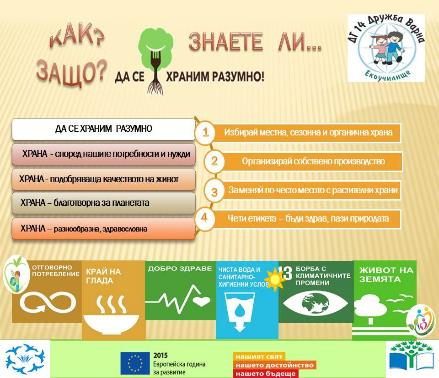 КАК?
ЗАЩО?
ДА СЕ ХРАНИМ РАЗУМНО!
ЗНАЕТЕ ЛИ...
ДГ 14 Дружба Варна
Екоучилище
ДА СЕ ХРАНИМ РАЗУМНО
ХРАНА - според нашите потребности и нужди
ХРАНА - подобряваща качеството на живот
ХРАНА – благотворна за планетата
ХРАНА – разнообразна, здравословна
1 Избирай местна, сезонна и органична храна
2 Организирай собствено производство
3 Заменяй по-често месото с растителни храни
4 Чети етикета – бъди здрав, пази природата
ОТГОВОРНО
ПОТРЕБЛЕНИЕ
КРАЙ НА
ГЛАДА
ДОБРО ЗДРАВЕ
ЧИСТА ВОДА И
САНИТАРНО-
ХИГИЕННИ УСЛОВ
13 БОРБА С
КЛИМАТИЧНИТЕ
ПРОМЕНИ
ЖИВОТ НА
ЗЕМЯТА
2015
Европейска година
за развитие
нашият свят
нашето достойнство
нашето бъдеще